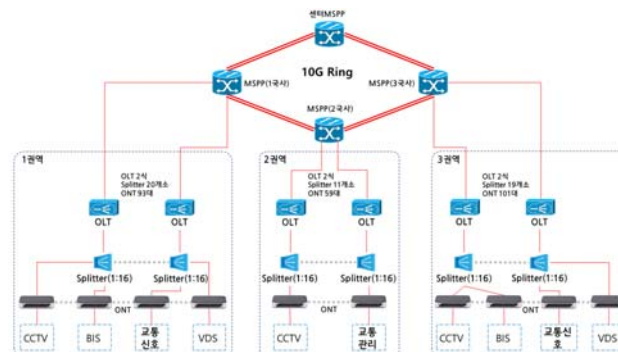 센터MSPP
10G Ring
MSPP(1국사)
MSPP(3국사)
MSPP(2국사)
1권역
OLT 2식
Splitter 20개소
ONT 93대
OLT
OLT
Splitter(1:16)
Splitter(1:16)
ONT
CCTV
BIS
교통
신호
VDS
2권역
OLT 2식
Splitter 11개소
ONT 59대
OLT
OLT
Splitter(1:16)
Splitter(1:16)
ONT
CCTV
교통
관리
3권역
OLT 2식
Splitter 19개소
ONT 101대
OLT
OLT
Splitter(1:16)
Splitter(1:16)
ONT
CCTV
BIS
교통신
호
VDS